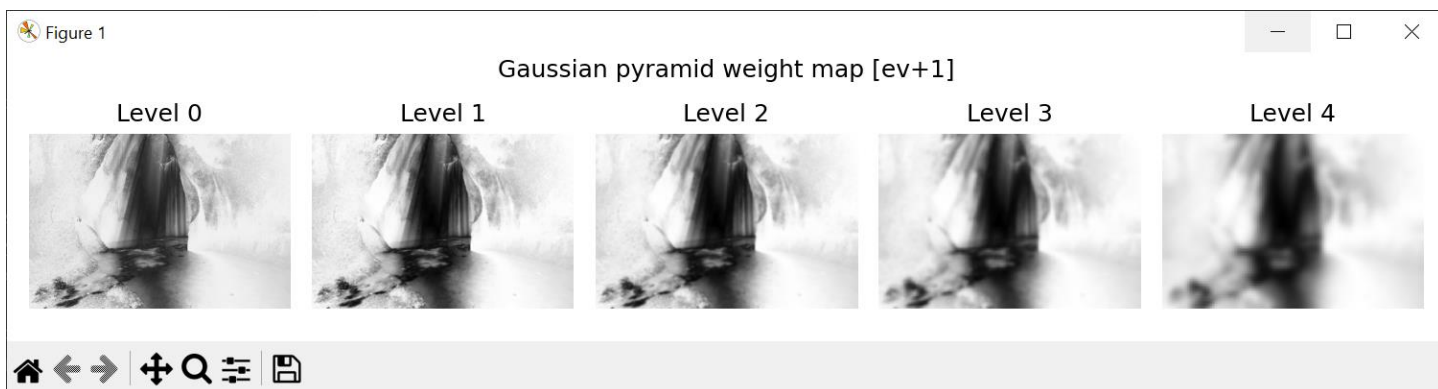 Figure 1
Gaussian pyramid weight map [ev+1]
Level 0
Level 1
Level 2
Level 3
Level 4